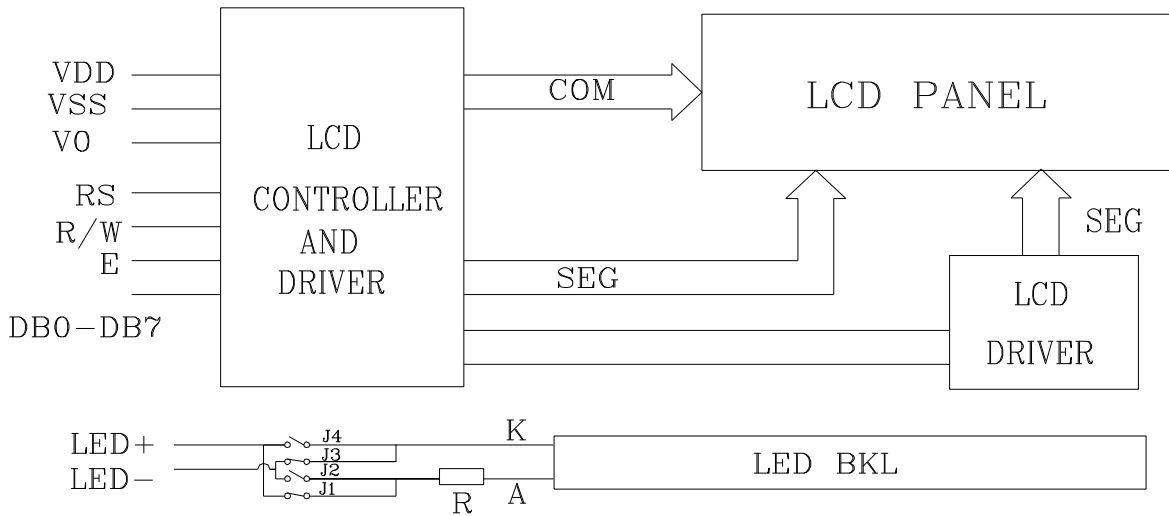 VDD
VSS
V0
RS
R/W
E
DB0-DB7
LCD
CONTROLLER
AND
DRIVER
COM
SEG
LCD PANEL
SEG
LCD
DRIVER
LED+
LED-
J4
J3
J2
J1
R
K
A
LED BKL